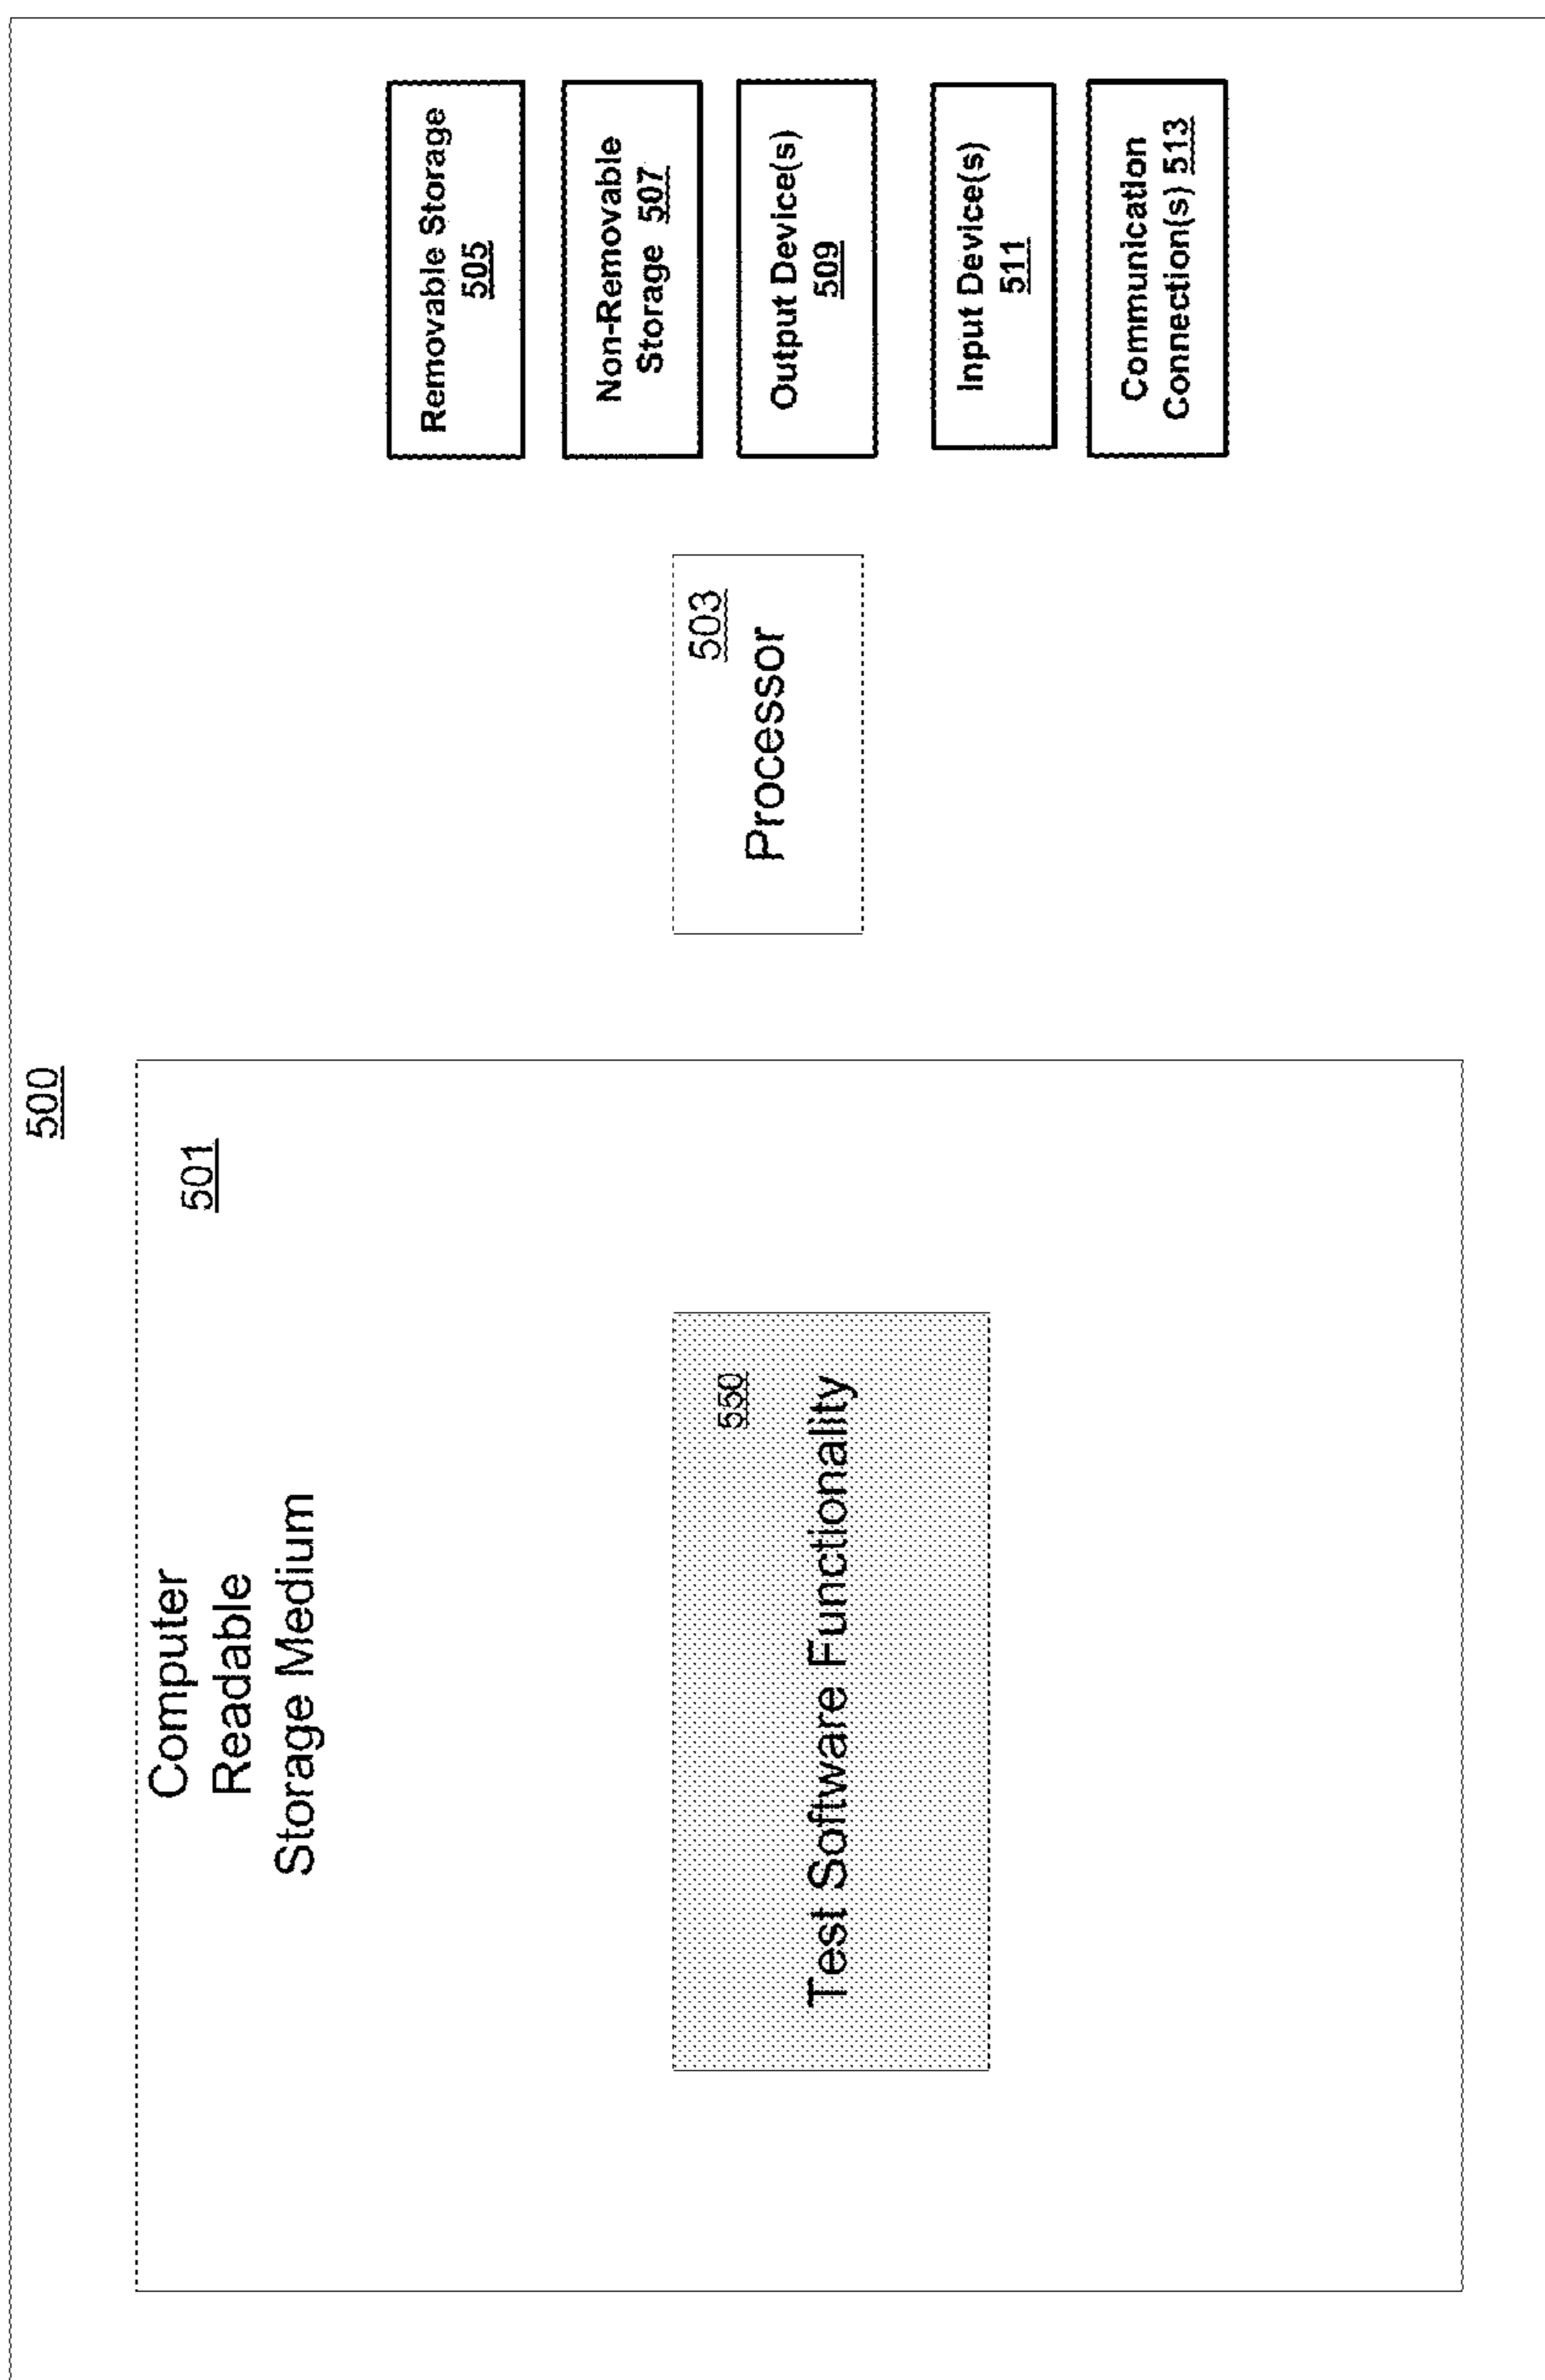 500
Computer
Readable
Storage Medium
501
Test Software Functionality
550
Processor
503
Removable Storage
505
Non-Removable
Storage 507
Output Device(s)
509
Input Device(s)
511
Communication
Connection(s) 513